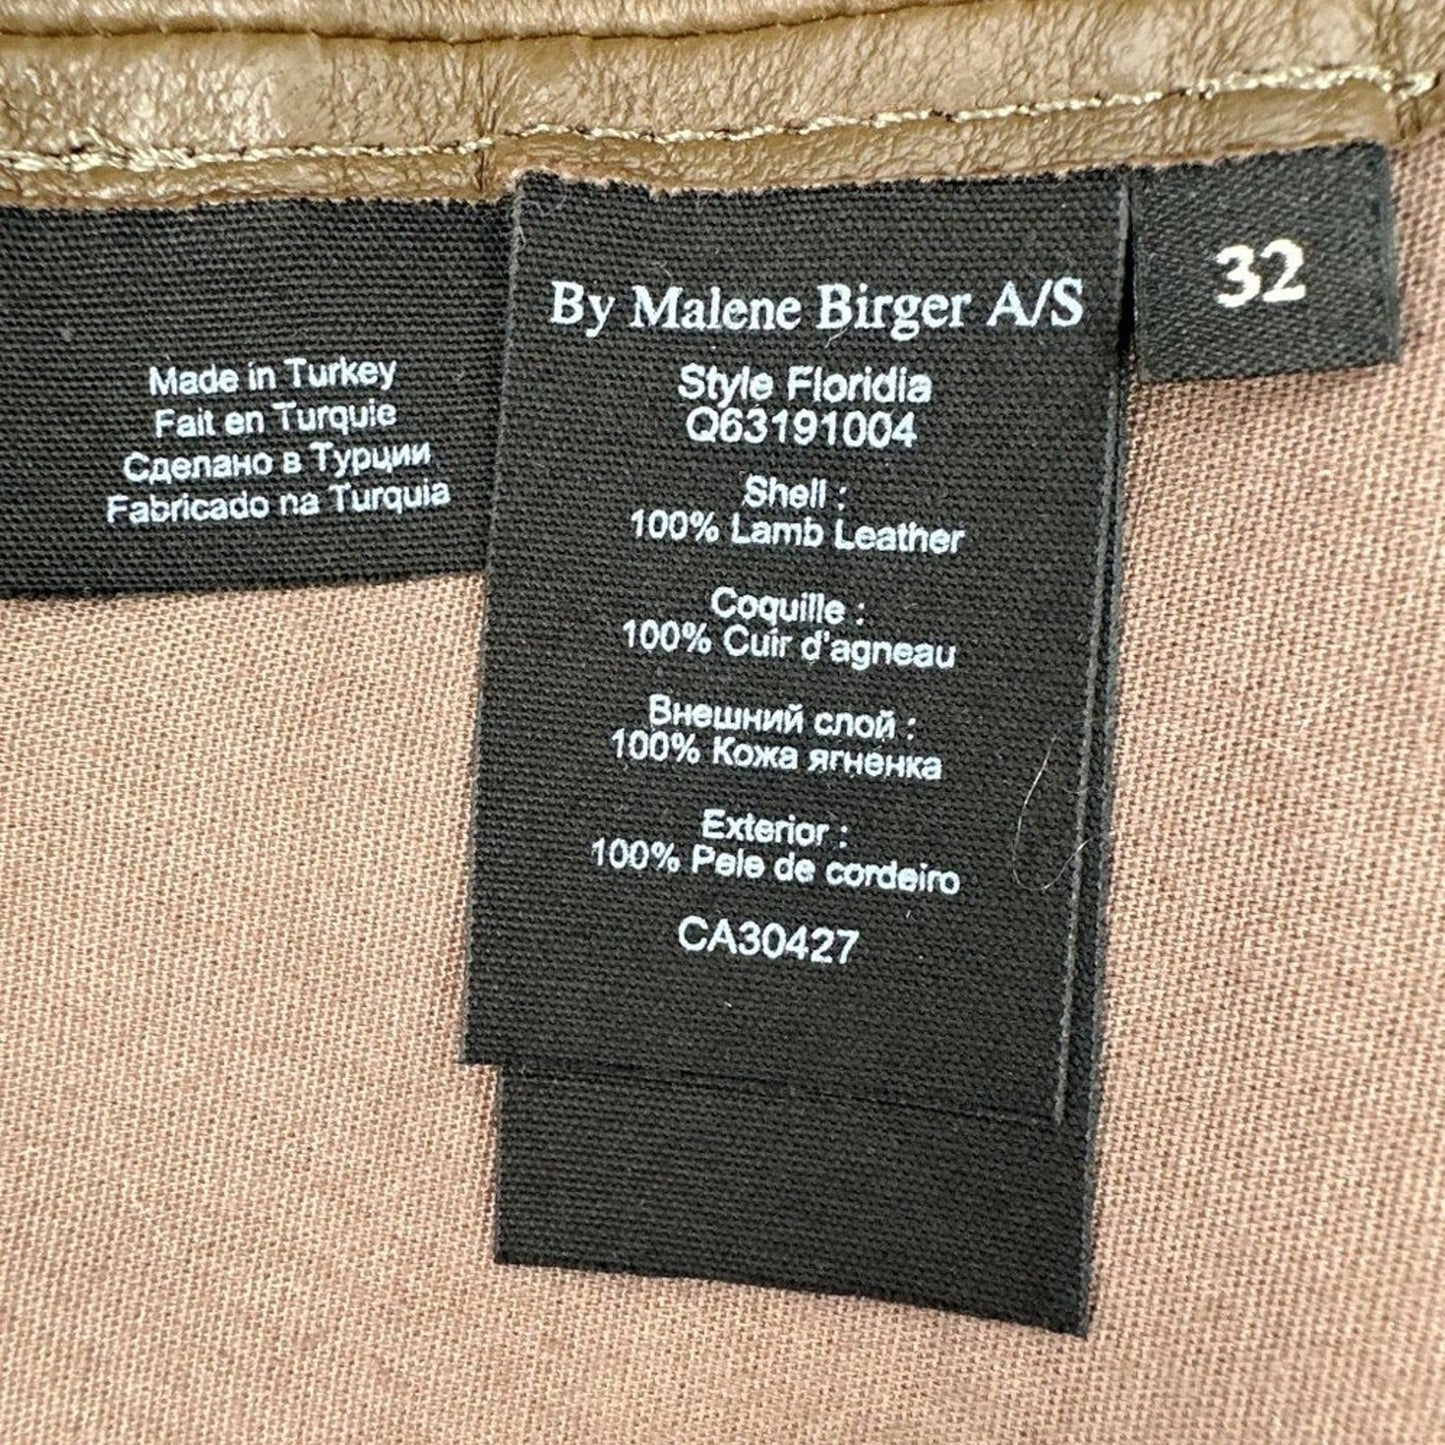 Made in Turkey
Fait en Turquie
Сделано в Турции
Fabricado na Turquia
By Malene Birger A/S
Style Floridia
Q63191004
Shell :
100% Lamb Leather
Coquille :
100% Cuir d'agneau
Внешний слой :
100% Кожа ягненка
Exterior :
100% Pele de cordeiro
CA30427
32